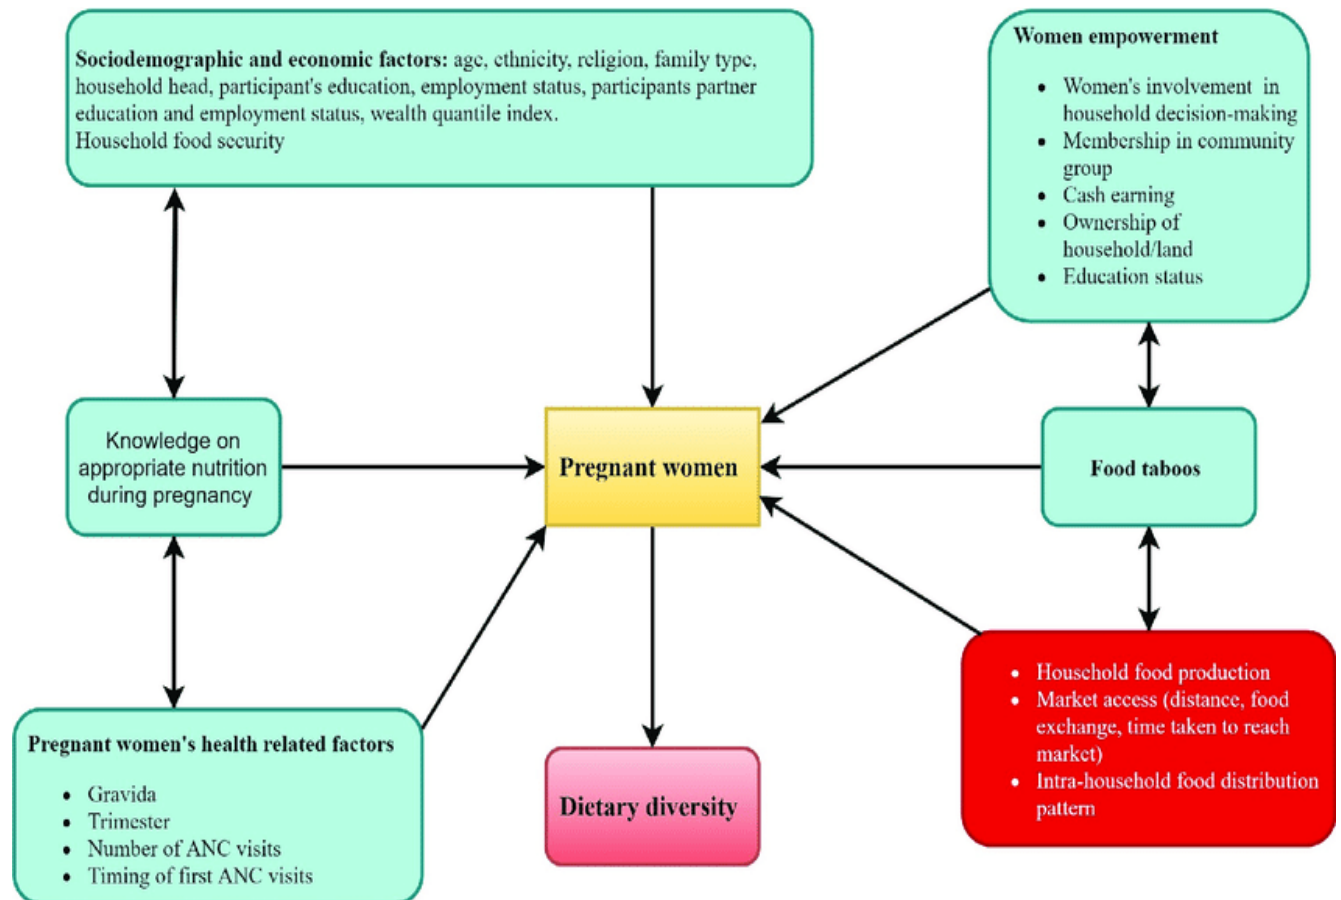 Sociodemographic and economic factors: age, ethnicity, religion, family type,
household head, participant's education, employment status, participants partner
education and employment status, wealth quantile index.
Household food security
Women empowerment
• Women's involvement in
household decision-making
• Membership in community
group
• Cash earning
• Ownership of
household/land
• Education status
Knowledge on
appropriate nutrition
during pregnancy
Pregnant women
Food taboos
Pregnant women's health related factors
• Gravida
• Trimester
• Number of ANC visits
• Timing of first ANC visits
Dietary diversity
• Household food production
• Market access (distance, food
exchange, time taken to reach
market)
• Intra-household food distribution
pattern